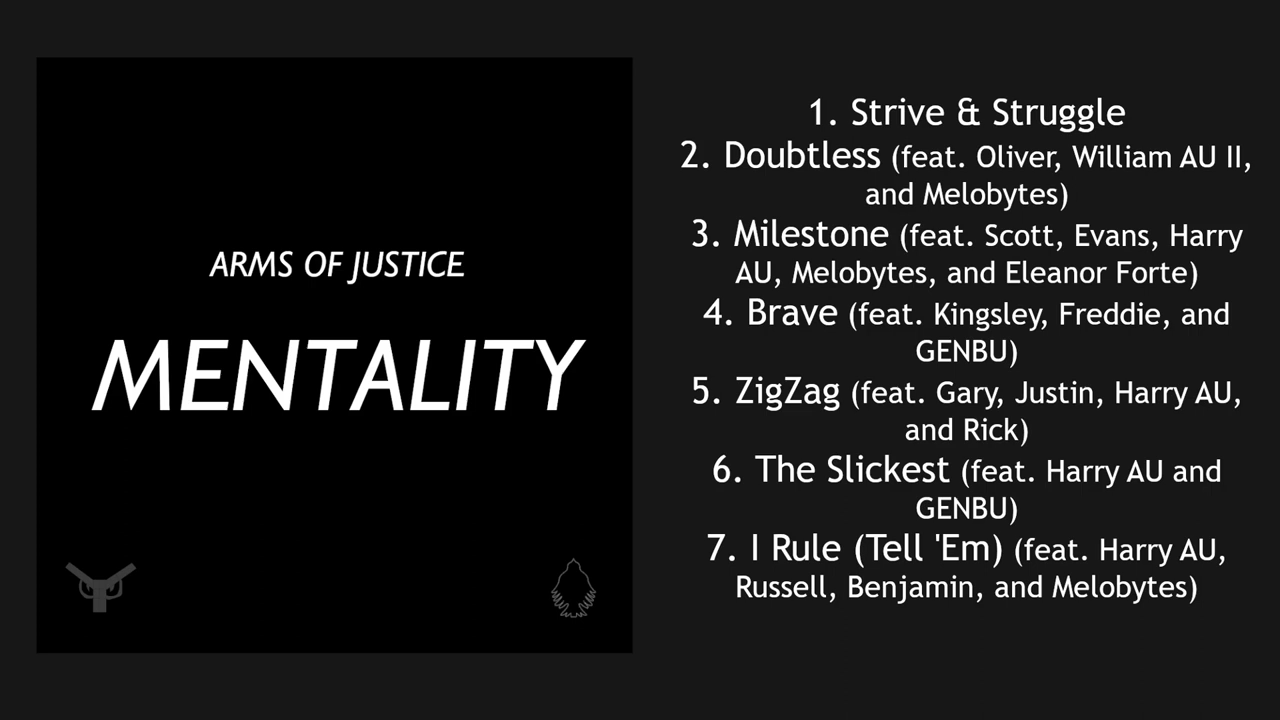 ARMS OF JUSTICE
MENTALITY
1. Strive & Struggle
2. Doubtless (feat. Oliver, William AU II,
and Melobytes)
3. Milestone (feat. Scott, Evans, Harry
AU, Melobytes, and Eleanor Forte)
4. Brave (feat. Kingsley, Freddie, and
GENBU)
5. ZigZag (feat. Gary, Justin, Harry AU,
and Rick)
6. The Slickest (feat. Harry AU and
GENBU)
7. I Rule (Tell 'Em) (feat. Harry AU,
Russell, Benjamin, and Melobytes)